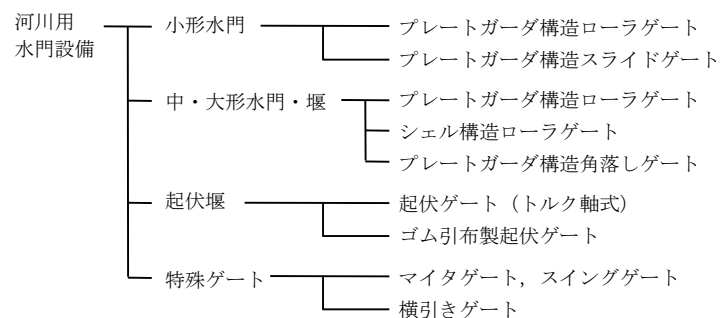 河川用
水門設備
小形水門
プレートガーダ構造ローラゲート
プレートガーダ構造スライドゲート
中・大形水門・堰
プレートガーダ構造ローラゲート
シェル構造ローラゲート
プレートガーダ構造角落しゲート
起伏堰
起伏ゲート（トルク軸式）
ゴム引布製起伏ゲート
特殊ゲート
マイタゲート，スイングゲート
横引きゲート